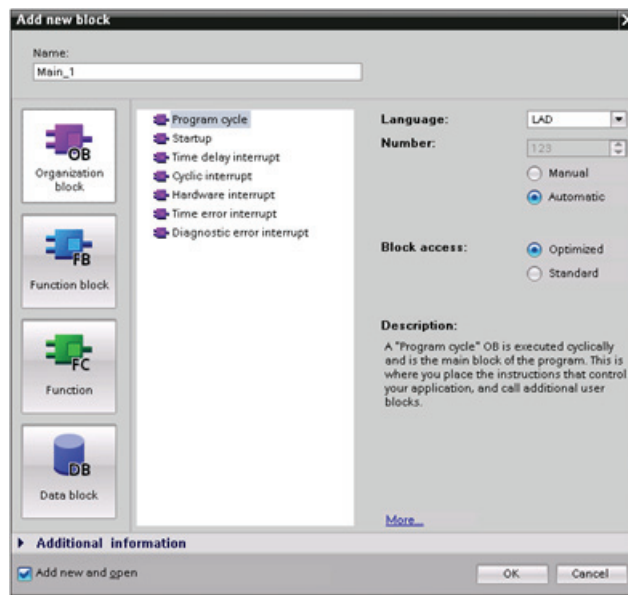 Add new block
Name:
Main_1
OB
Organization
block
FB
Function block
FC
Function
DB
Data block
Program cycle
Startup
Time delay interrupt
Cyclic interrupt
Hardware interrupt
Time error interrupt
Diagnostic error interrupt
Language:
LAD
Number:
123
Manual
Automatic
Block access:
Optimized
Standard
Description:
A "Program cycle" OB is executed cyclically
and is the main block of the program. This is
where you place the instructions that control
your application, and call additional user
blocks.
More...
Additional information
Add new and open
OK
Cancel